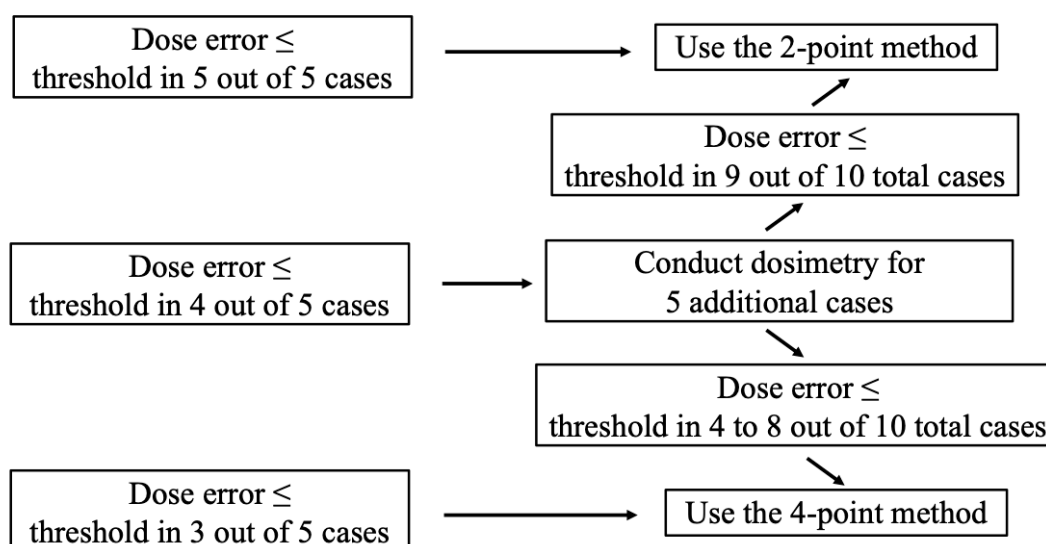 Dose error ≤
threshold in 5 out of 5 cases
Use the 2-point method
Dose error ≤
threshold in 9 out of 10 total cases
Dose error ≤
threshold in 4 out of 5 cases
Conduct dosimetry for
5 additional cases
Dose error ≤
threshold in 4 to 8 out of 10 total cases
Dose error ≤
threshold in 3 out of 5 cases
Use the 4-point method